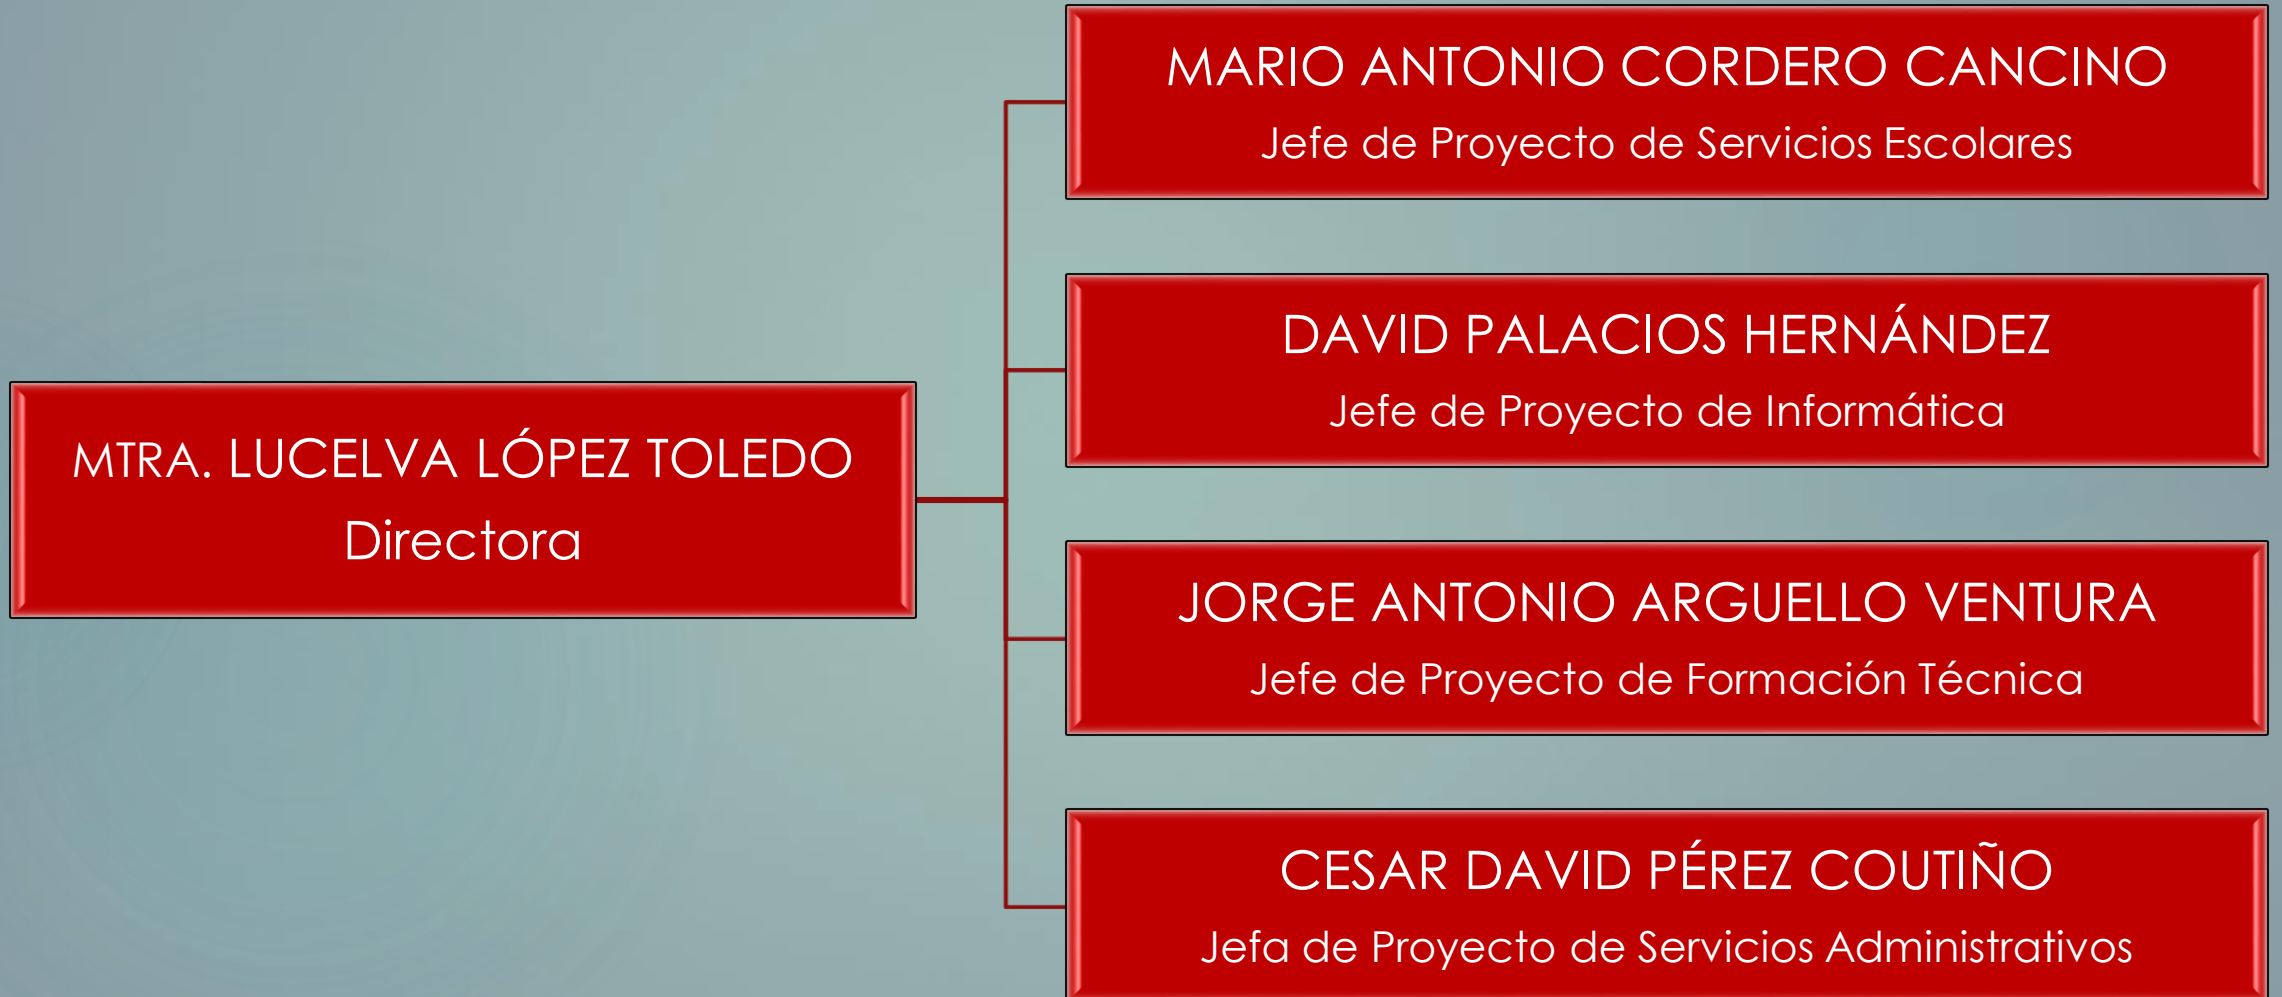 MTRA. LUCELVA LÓPEZ TOLEDO
Directora
MARIO ANTONIO CORDERO CANCINO
Jefe de Proyecto de Servicios Escolares
DAVID PALACIOS HERNÁNDEZ
Jefe de Proyecto de Informática
JORGE ANTONIO ARGUELLO VENTURA
Jefe de Proyecto de Formación Técnica
CESAR DAVID PÉREZ COUTIÑO
Jefa de Proyecto de Servicios Administrativos